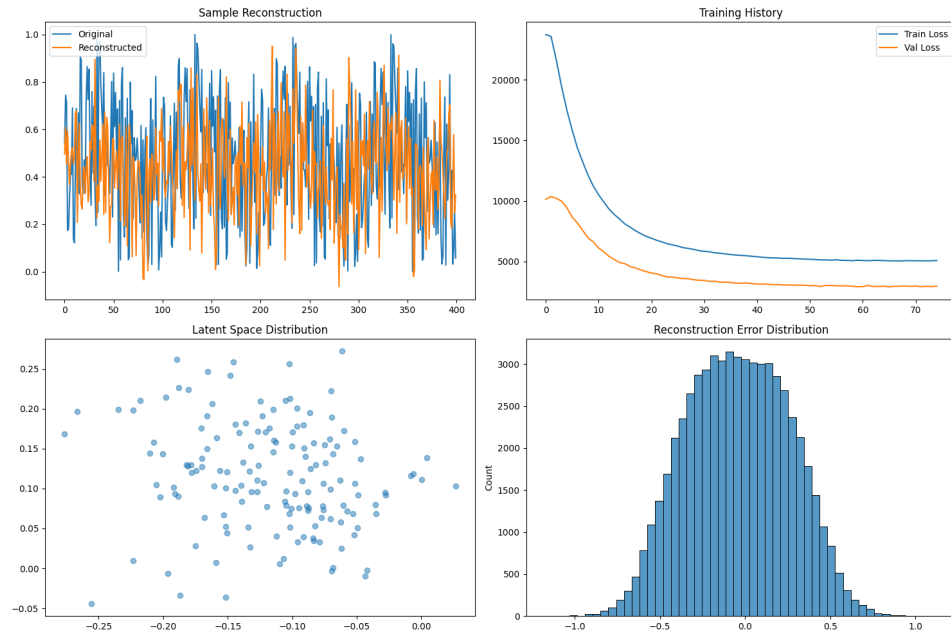 Sample Reconstruction
Original
Reconstructed
1.0
0.8
0.6
0.4
0.2
0.0
0 50 100 150 200 250 300 350 400
Training History
Train Loss
Val Loss
20000
15000
10000
5000
0 10 20 30 40 50 60 70
Latent Space Distribution
0.25
0.20
0.15
0.10
0.05
0.00
−0.05
−0.25 −0.20 −0.15 −0.10 −0.05 0.00
Reconstruction Error Distribution
Count
3000
2500
2000
1500
1000
500
0
−1.0 −0.5 0.0 0.5 1.0